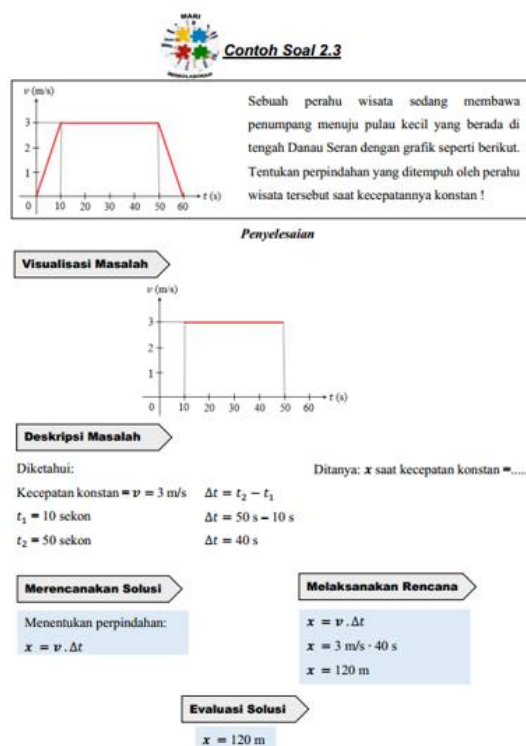 MARI
BERKOLABORASI
Contoh Soal 2.3
v (m/s)
3
2
1
0 10 20 30 40 50 60 t (s)
Sebuah perahu wisata sedang membawa
penumpang menuju pulau kecil yang berada di
tengah Danau Seran dengan grafik seperti berikut.
Tentukan perpindahan yang ditempuh oleh perahu
wisata tersebut saat kecepatannya konstan !
Penyelesaian
Visualisasi Masalah
v (m/s)
3
2
1
0 10 20 30 40 50 60 t (s)
Deskripsi Masalah
Diketahui:
Ditanya: x saat kecepatan konstan =.....
Kecepatan konstan = v = 3 m/s Δt = t₂ − t₁
t₁ = 10 sekon Δt = 50 s − 10 s
t₂ = 50 sekon Δt = 40 s
Merencanakan Solusi
Menentukan perpindahan:
x = v . Δt
Melaksanakan Rencana
x = v . Δt
x = 3 m/s · 40 s
x = 120 m
Evaluasi Solusi
x = 120 m